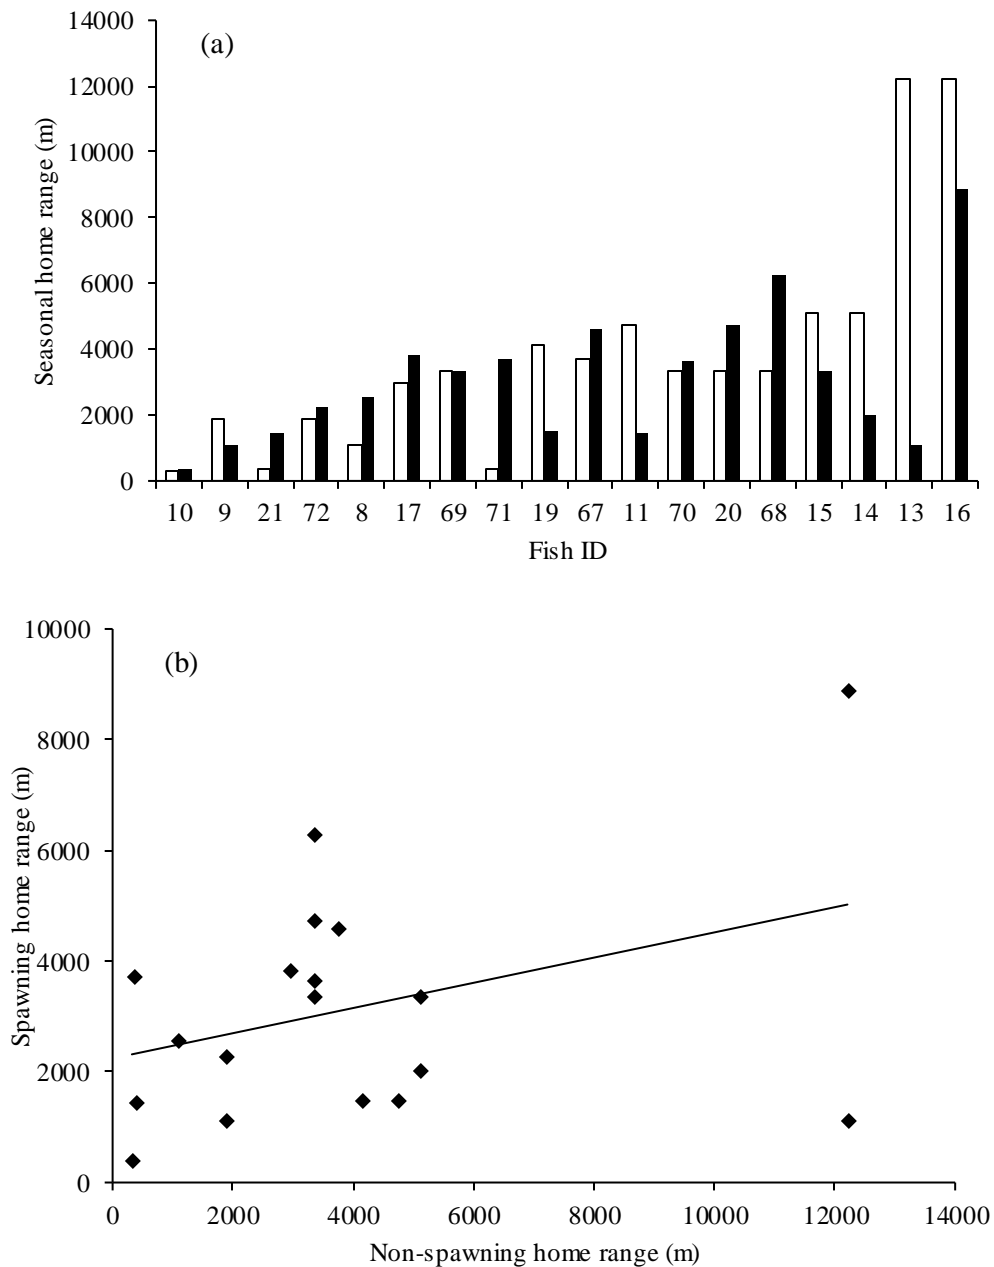 (a)
14000
12000
10000
8000
6000
4000
2000
0
Seasonal home range (m)
10 9 21 72 8 17 69 71 19 67 11 70 20 68 15 14 13 16
Fish ID
(b)
10000
8000
6000
4000
2000
0
Spawning home range (m)
0 2000 4000 6000 8000 10000 12000 14000
Non-spawning home range (m)